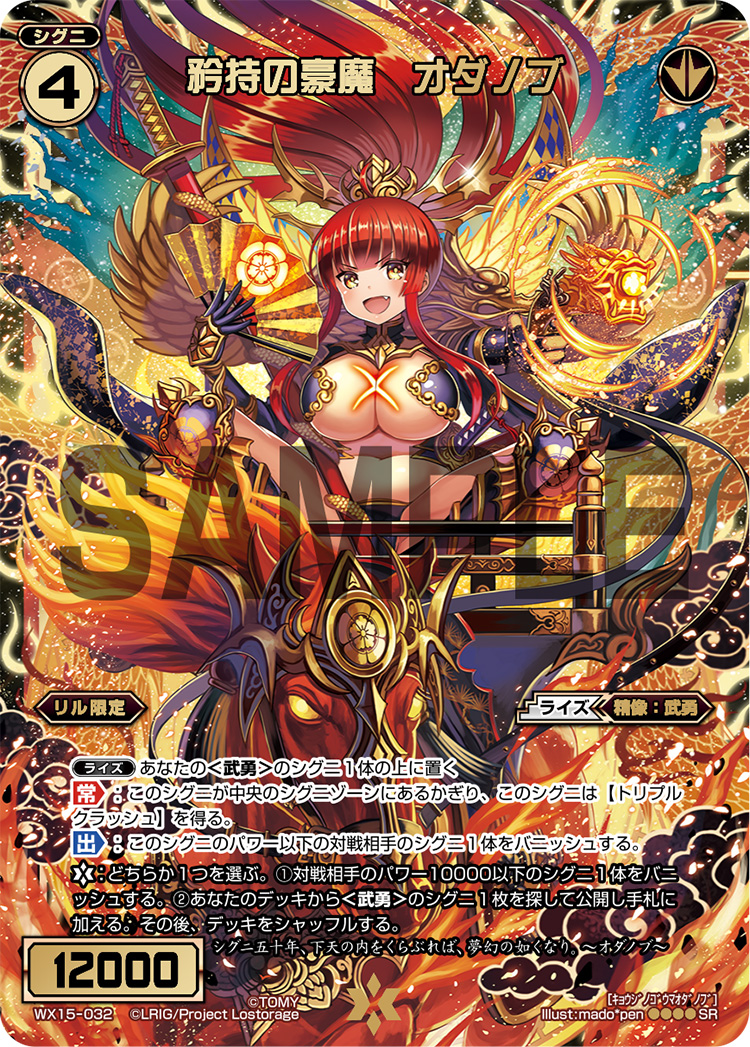 シグニ
4
矜持の豪魔 オダノブ
SAMPLE
リル限定
ライズ 精像：武勇
ライズ あなたの<武勇>のシグニ１体の上に置く
常：このシグニが中央のシグニゾーンにあるかぎり、このシグニは【トリプル
クラッシュ】を得る。
出：このシグニのパワー以下の対戦相手のシグニ１体をバニッシュする。
：どちらか１つを選ぶ。①対戦相手のパワー10000以下のシグニ１体をバニ
ッシュする。②あなたのデッキから<武勇>のシグニ１枚を探して公開し手札に
加える。その後、デッキをシャッフルする。
シグニ五十年、下天の内をくらぶれば、夢幻の如くなり。～オダノブ～
12000
[ｷｮｳｼﾞﾉｺﾞｳﾏｵﾀﾞﾉﾌﾞ]
©TOMY
WX15-032 ©LRIG/Project Lostorage
Illust:mado*pen SR